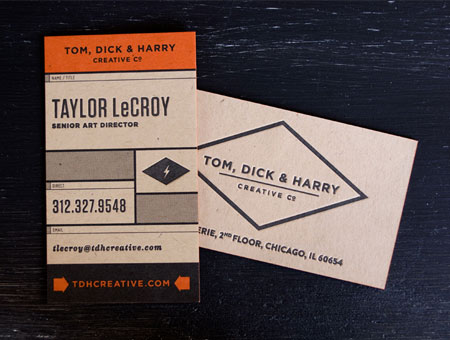 TOM, DICK & HARRY
CREATIVE Cº
NAME / TITLE
TAYLOR LeCROY
SENIOR ART DIRECTOR
DIRECT
312.327.9548
EMAIL
tlecroy@tdhcreative.com
TDHCREATIVE.COM
TOM, DICK & HARRY
CREATIVE Cº
ERIE, 2ND FLOOR, CHICAGO, IL 60654